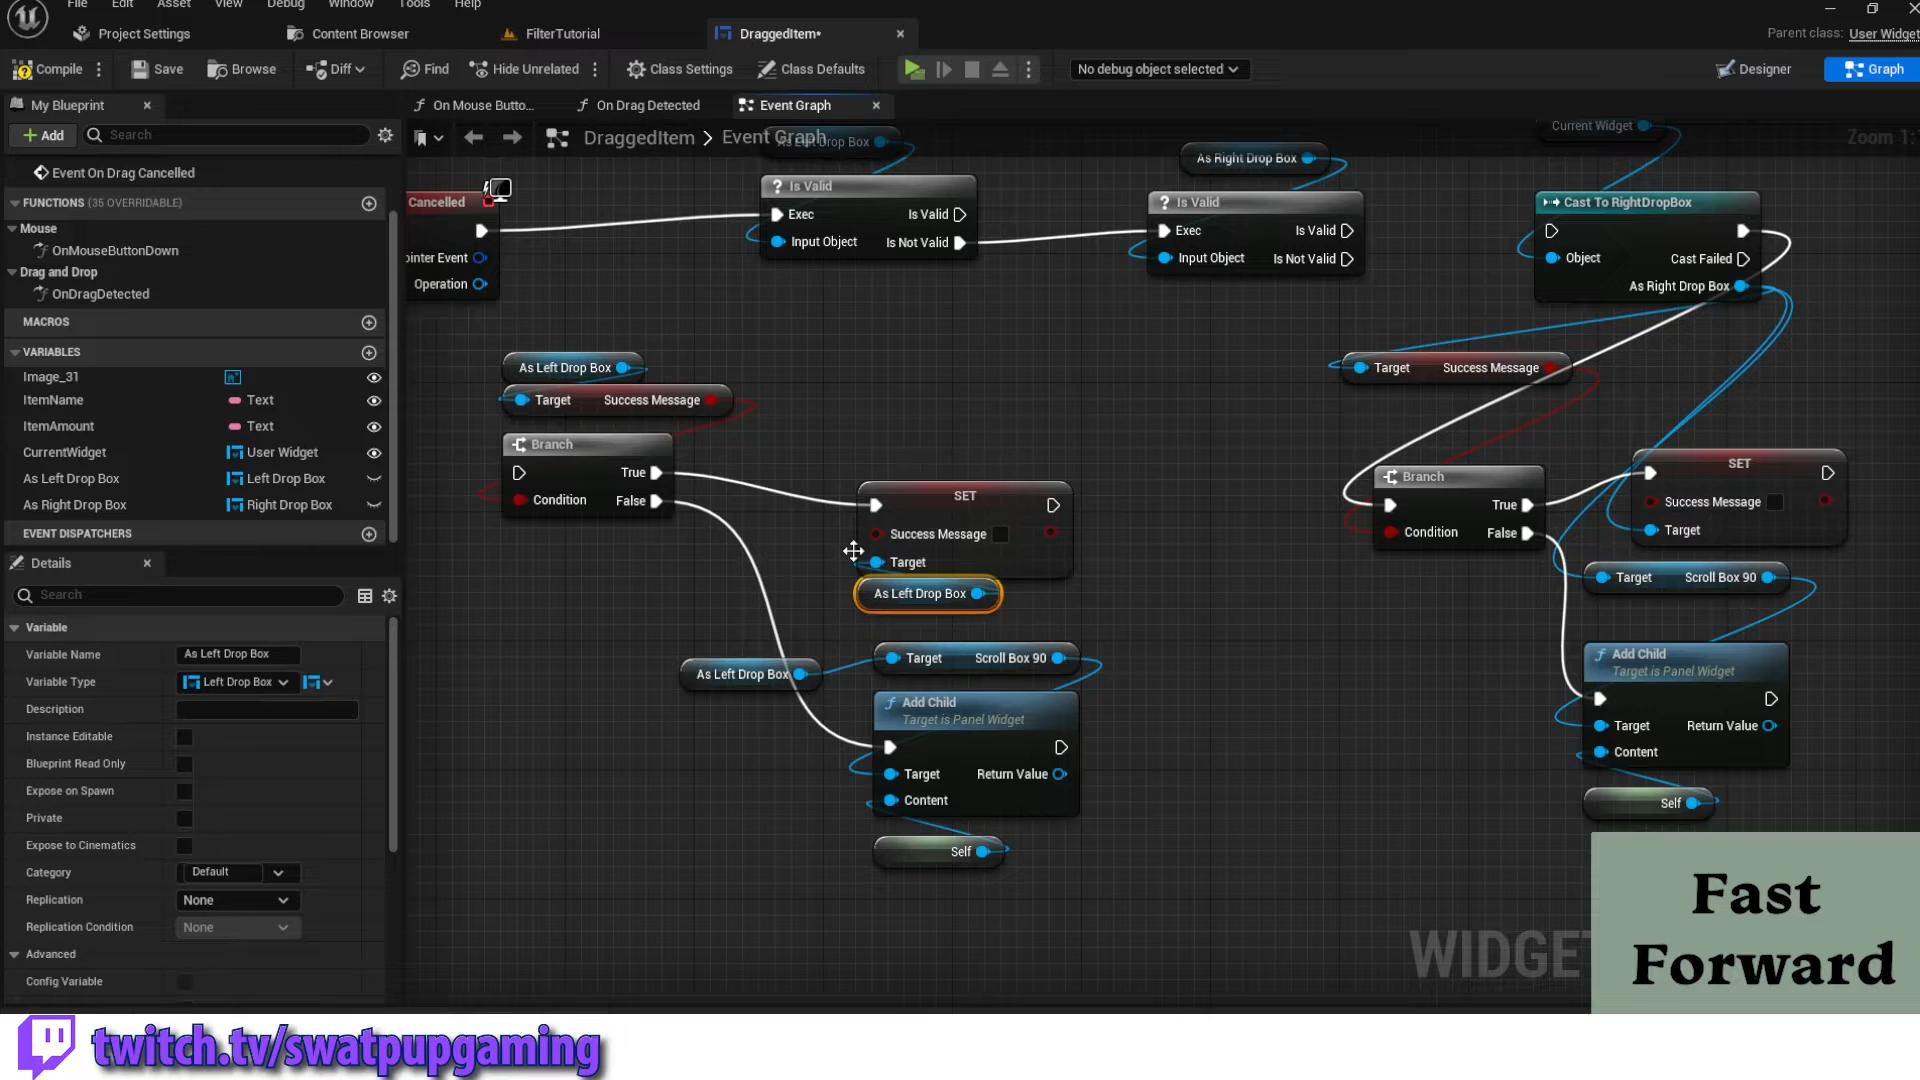 File Edit Asset View Debug Window Tools Help
Project Settings Content Browser FilterTutorial DraggedItem*
Parent class: User Widget
Compile Save Browse Diff Find Hide Unrelated Class Settings Class Defaults No debug object selected Designer Graph
My Blueprint On Mouse Butto... On Drag Detected Event Graph
Add Search
DraggedItem > Event Graph
Zoom 1:
Event On Drag Cancelled
FUNCTIONS (35 OVERRIDABLE)
Mouse
OnMouseButtonDown
Drag and Drop
OnDragDetected
MACROS
VARIABLES
Image_31
ItemName Text
ItemAmount Text
CurrentWidget User Widget
As Left Drop Box Left Drop Box
As Right Drop Box Right Drop Box
EVENT DISPATCHERS
Details
Search
Variable
Variable Name As Left Drop Box
Variable Type Left Drop Box
Description
Instance Editable
Blueprint Read Only
Expose on Spawn
Private
Expose to Cinematics
Category Default
Replication None
Replication Condition None
Advanced
Config Variable
Cancelled
ointer Event
Operation
As Left Drop Box
Is Valid
Exec Is Valid
Input Object Is Not Valid
As Right Drop Box
Is Valid
Exec Is Valid
Input Object Is Not Valid
Current Widget
Cast To RightDropBox
Object Cast Failed
As Right Drop Box
As Left Drop Box
Target Success Message
Branch
True
Condition False
SET
Success Message
Target
As Left Drop Box
As Left Drop Box
Target Scroll Box 90
Add Child
Target is Panel Widget
Target Return Value
Content
Self
Target Success Message
Branch
True
Condition False
SET
Success Message
Target
Target Scroll Box 90
Add Child
Target is Panel Widget
Target Return Value
Content
Self
WIDGE
Fast
Forward
twitch.tv/swatpupgaming